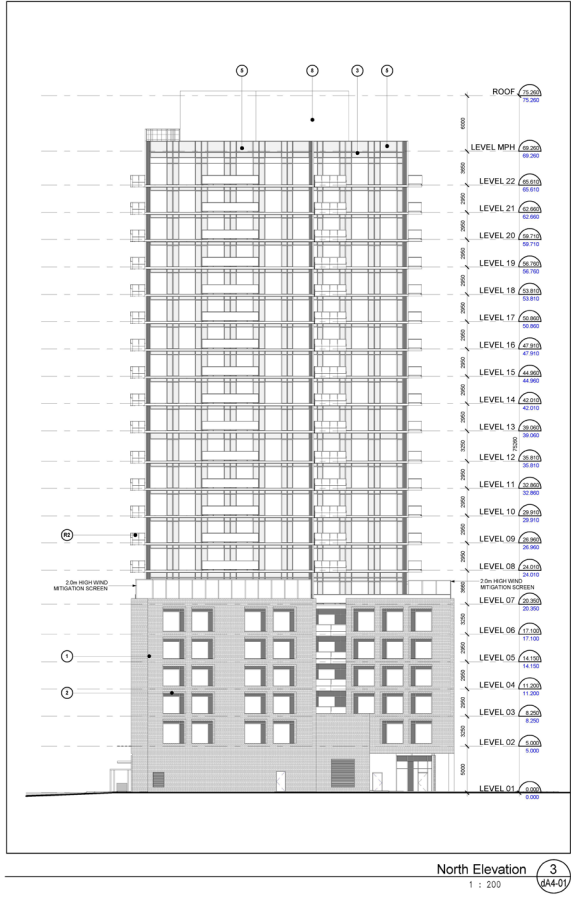 5
8
3
8
ROOF 75.260
75.260
6000
LEVEL MPH 69.260
69.260
3650
LEVEL 22 65.610
65.610
2950
LEVEL 21 62.660
62.660
2950
LEVEL 20 59.710
59.710
2950
LEVEL 19 56.760
56.760
2950
LEVEL 18 53.810
53.810
2950
LEVEL 17 50.860
50.860
2950
LEVEL 16 47.910
47.910
2950
LEVEL 15 44.960
44.960
2950
LEVEL 14 42.010
42.010
2950
LEVEL 13 39.060
39.060
75260
3250
LEVEL 12 35.810
35.810
2950
LEVEL 11 32.860
32.860
2950
LEVEL 10 29.910
29.910
2950
R2
LEVEL 09 26.960
26.960
2950
LEVEL 08 24.010
24.010
2.0m HIGH WIND
MITIGATION SCREEN
2.0m HIGH WIND
MITIGATION SCREEN
3660
LEVEL 07 20.350
20.350
3250
LEVEL 06 17.100
17.100
1
2950
LEVEL 05 14.150
14.150
2950
LEVEL 04 11.200
11.200
2
2950
LEVEL 03 8.250
8.250
3250
LEVEL 02 5.000
5.000
5000
LEVEL 01 0.000
0.000
North Elevation 3
1 : 200 dA4-01